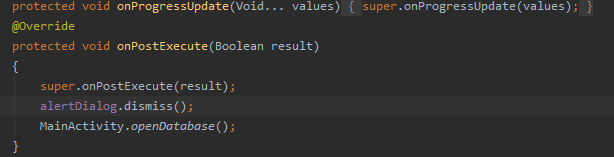 protected void onProgressUpdate(Void... values) { super.onProgressUpdate(values); }
@Override
protected void onPostExecute(Boolean result)
{
super.onPostExecute(result);
alertDialog.dismiss();
MainActivity.openDatabase();
}